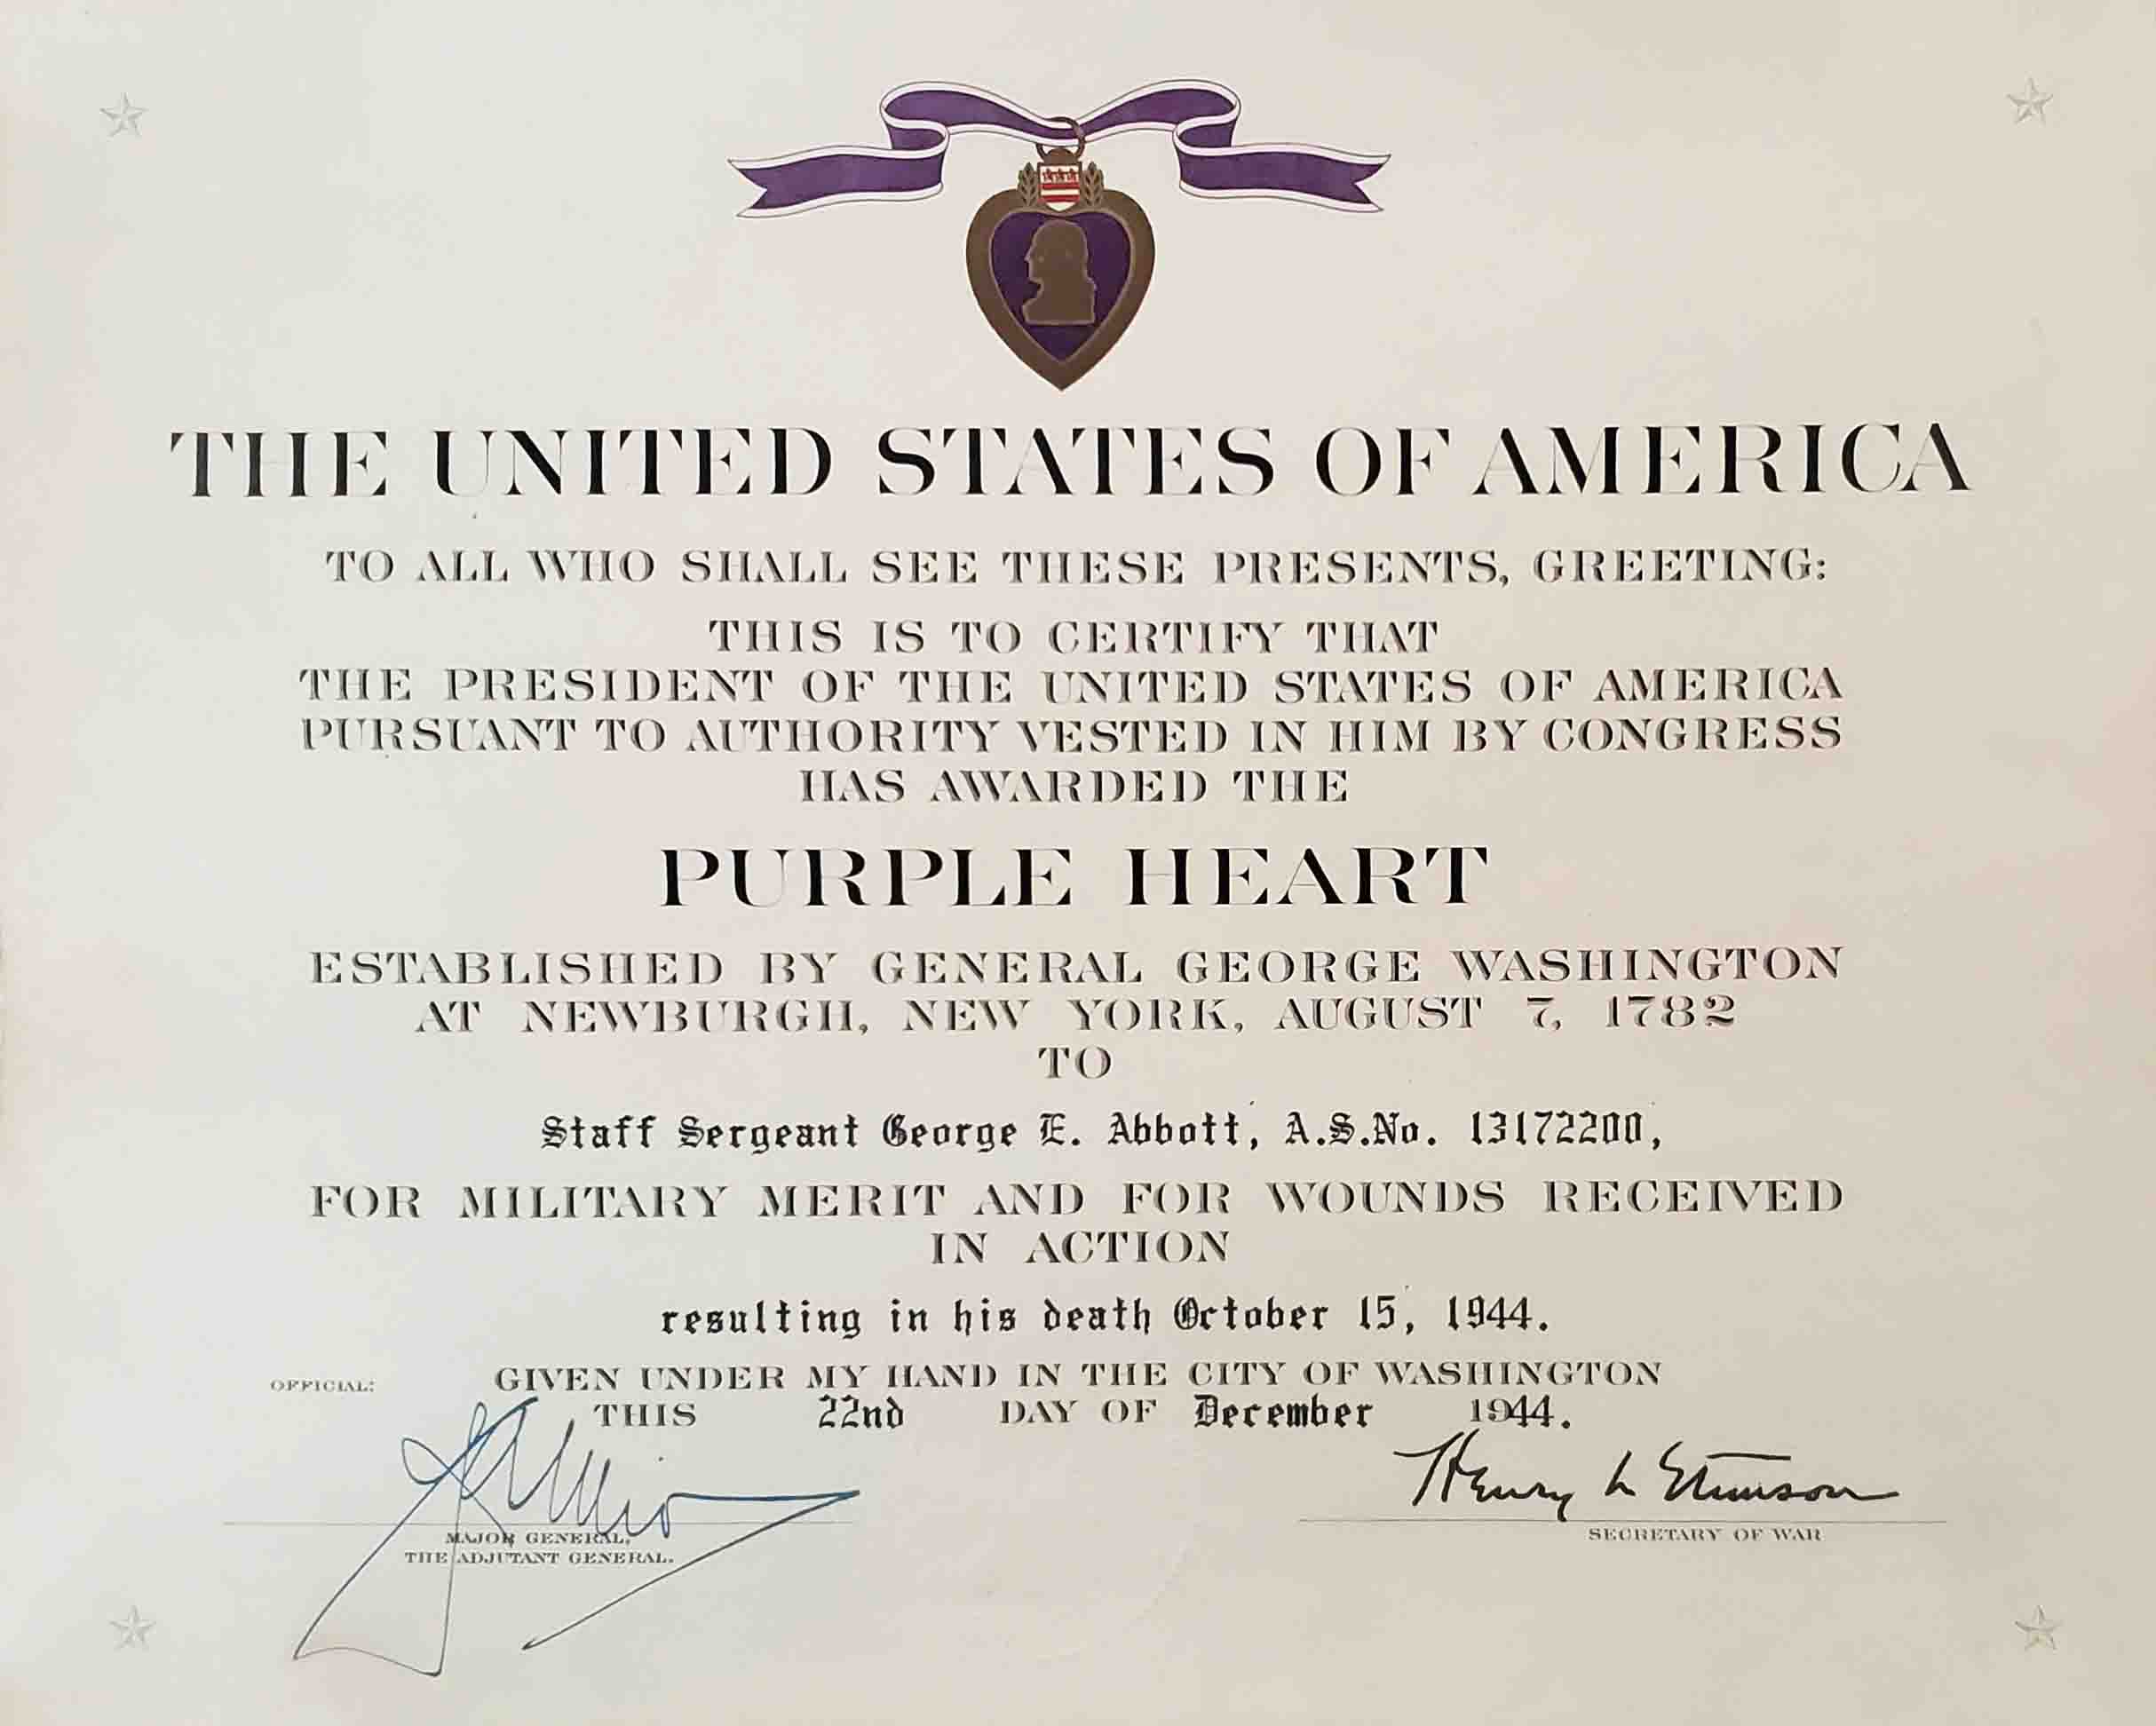 THE UNITED STATES OF AMERICA
TO ALL WHO SHALL SEE THESE PRESENTS, GREETING:
THIS IS TO CERTIFY THAT
THE PRESIDENT OF THE UNITED STATES OF AMERICA
PURSUANT TO AUTHORITY VESTED IN HIM BY CONGRESS
HAS AWARDED THE
PURPLE HEART
ESTABLISHED BY GENERAL GEORGE WASHINGTON
AT NEWBURGH, NEW YORK, AUGUST 7, 1782
TO
Staff Sergeant George E. Abbott, A.S.No. 13172200,
FOR MILITARY MERIT AND FOR WOUNDS RECEIVED
IN ACTION
resulting in his death October 15, 1944.
OFFICIAL: GIVEN UNDER MY HAND IN THE CITY OF WASHINGTON
THIS 22nd DAY OF December 1944.
Henry L Stimson
MAJOR GENERAL,
THE ADJUTANT GENERAL.
SECRETARY OF WAR